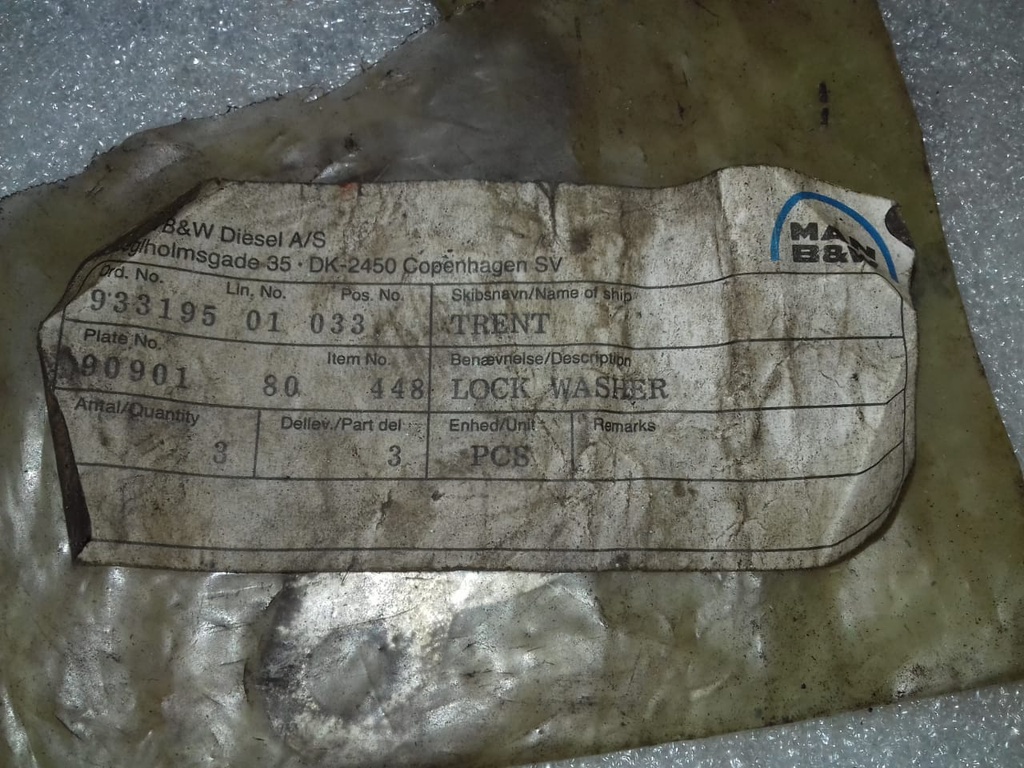 B&W Diesel A/S
MAN
B&W
lholmsgade 35 · DK-2450 Copenhagen SV
Ord. No. Lin. No. Pos. No. Skibsnavn/Name of ship
933195 01 033 TRENT
Plate No. Item No. Benævnelse/Description
90901 80 448 LOCK WASHER
Antal/Quantity Dellev./Part del Enhed/Unit Remarks
3 3 PCS